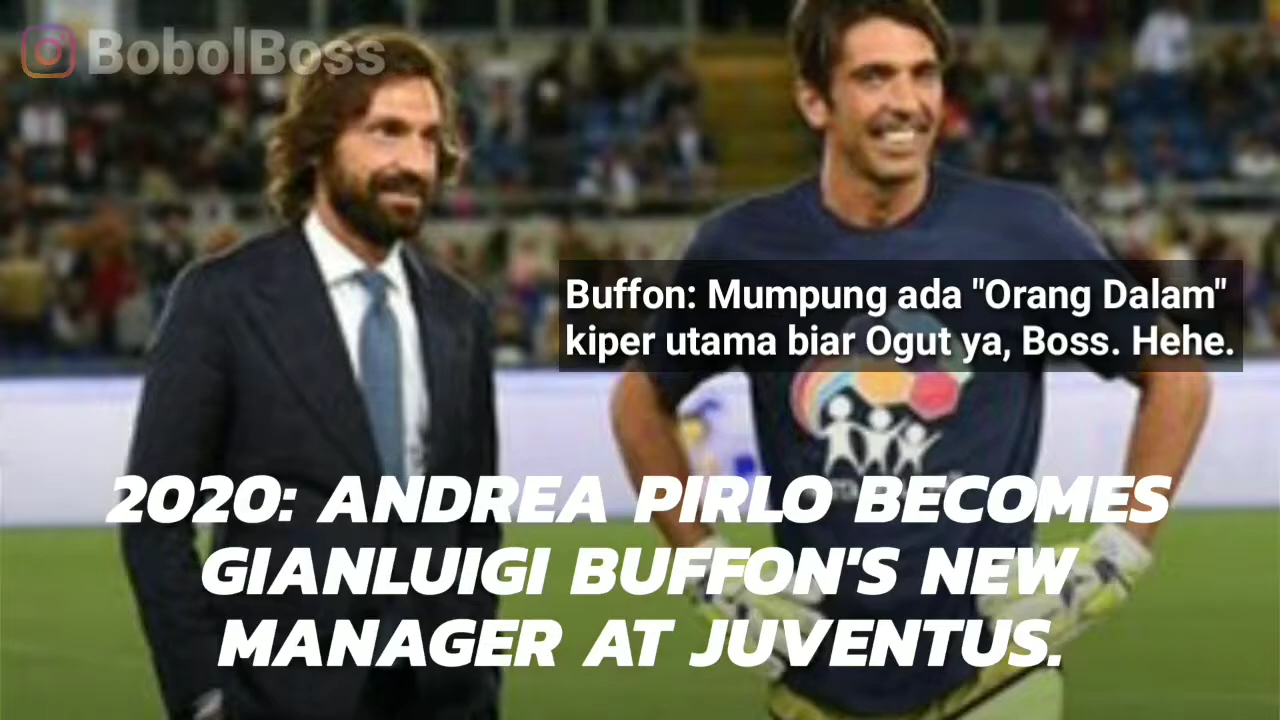 BobolBoss
Buffon: Mumpung ada "Orang Dalam"
kiper utama biar Ogut ya, Boss. Hehe.
2020: ANDREA PIRLO BECOMES
GIANLUIGI BUFFON'S NEW
MANAGER AT JUVENTUS.